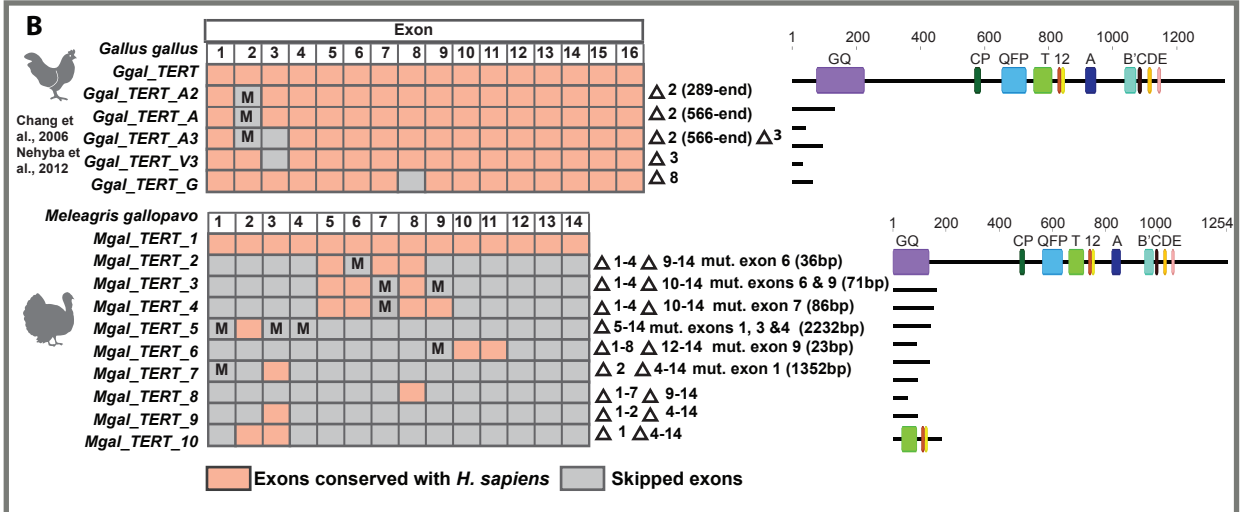 B
Exon
Gallus gallus 1 2 3 4 5 6 7 8 9 10 11 12 13 14 15 16
Ggal_TERT
Ggal_TERT_A2 M △2 (289-end)
Ggal_TERT_A M △2 (566-end)
Ggal_TERT_A3 M △2 (566-end) △3
Ggal_TERT_V3 △3
Ggal_TERT_G △8
Chang et
al., 2006
Nehyba et
al., 2012
1 200 400 600 800 1000 1200
GQ CP QFP T 12 A B'CDE
Meleagris gallopavo 1 2 3 4 5 6 7 8 9 10 11 12 13 14
Mgal_TERT_1
Mgal_TERT_2 M △1-4 △9-14 mut. exon 6 (36bp)
Mgal_TERT_3 M M △1-4 △10-14 mut. exons 6 & 9 (71bp)
Mgal_TERT_4 M △1-4 △10-14 mut. exon 7 (86bp)
Mgal_TERT_5 M M M △5-14 mut. exons 1, 3 &4 (2232bp)
Mgal_TERT_6 M △1-8 △12-14 mut. exon 9 (23bp)
Mgal_TERT_7 M △2 △4-14 mut. exon 1 (1352bp)
Mgal_TERT_8 △1-7 △9-14
Mgal_TERT_9 △1-2 △4-14
Mgal_TERT_10 △1 △4-14
1 200 400 600 800 1000 1254
GQ CP QFP T 12 A B'CDE
Exons conserved with H. sapiens Skipped exons